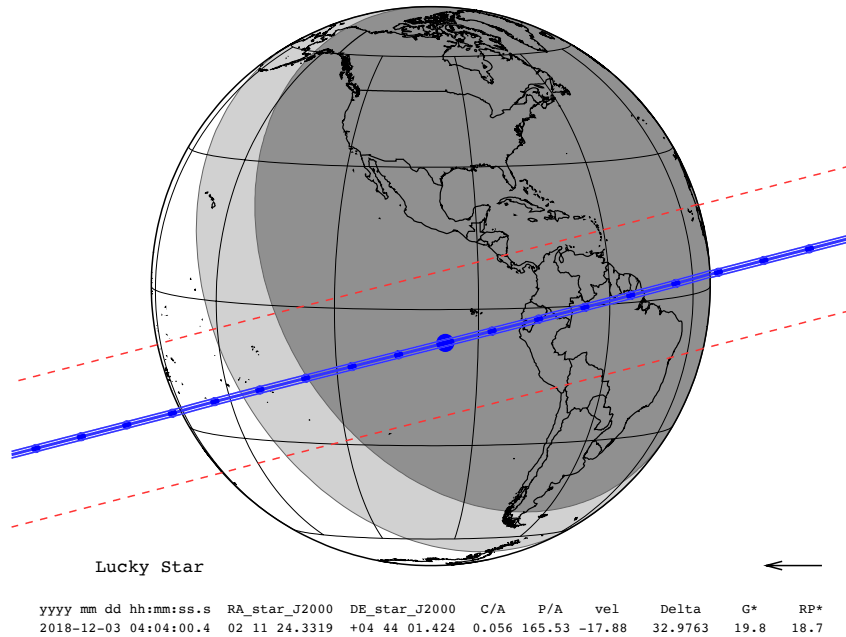 Lucky Star
yyyy mm dd hh:mm:ss.s RA_star_J2000 DE_star_J2000 C/A P/A vel Delta G* RP*
2018-12-03 04:04:00.4 02 11 24.3319 +04 44 01.424 0.056 165.53 -17.88 32.9763 19.8 18.7